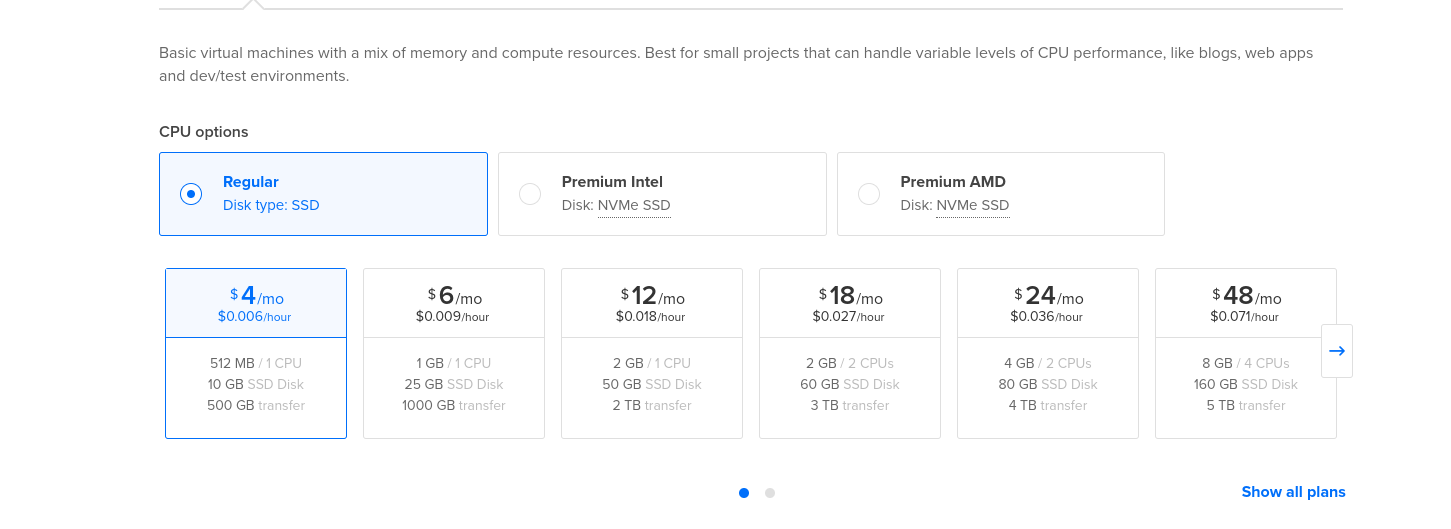 Basic virtual machines with a mix of memory and compute resources. Best for small projects that can handle variable levels of CPU performance, like blogs, web apps
and dev/test environments.
CPU options
Regular
Disk type: SSD
Premium Intel
Disk: NVMe SSD
Premium AMD
Disk: NVMe SSD
$4/mo
$0.006/hour
512 MB / 1 CPU
10 GB SSD Disk
500 GB transfer
$6/mo
$0.009/hour
1 GB / 1 CPU
25 GB SSD Disk
1000 GB transfer
$12/mo
$0.018/hour
2 GB / 1 CPU
50 GB SSD Disk
2 TB transfer
$18/mo
$0.027/hour
2 GB / 2 CPUs
60 GB SSD Disk
3 TB transfer
$24/mo
$0.036/hour
4 GB / 2 CPUs
80 GB SSD Disk
4 TB transfer
$48/mo
$0.071/hour
8 GB / 4 CPUs
160 GB SSD Disk
5 TB transfer
Show all plans